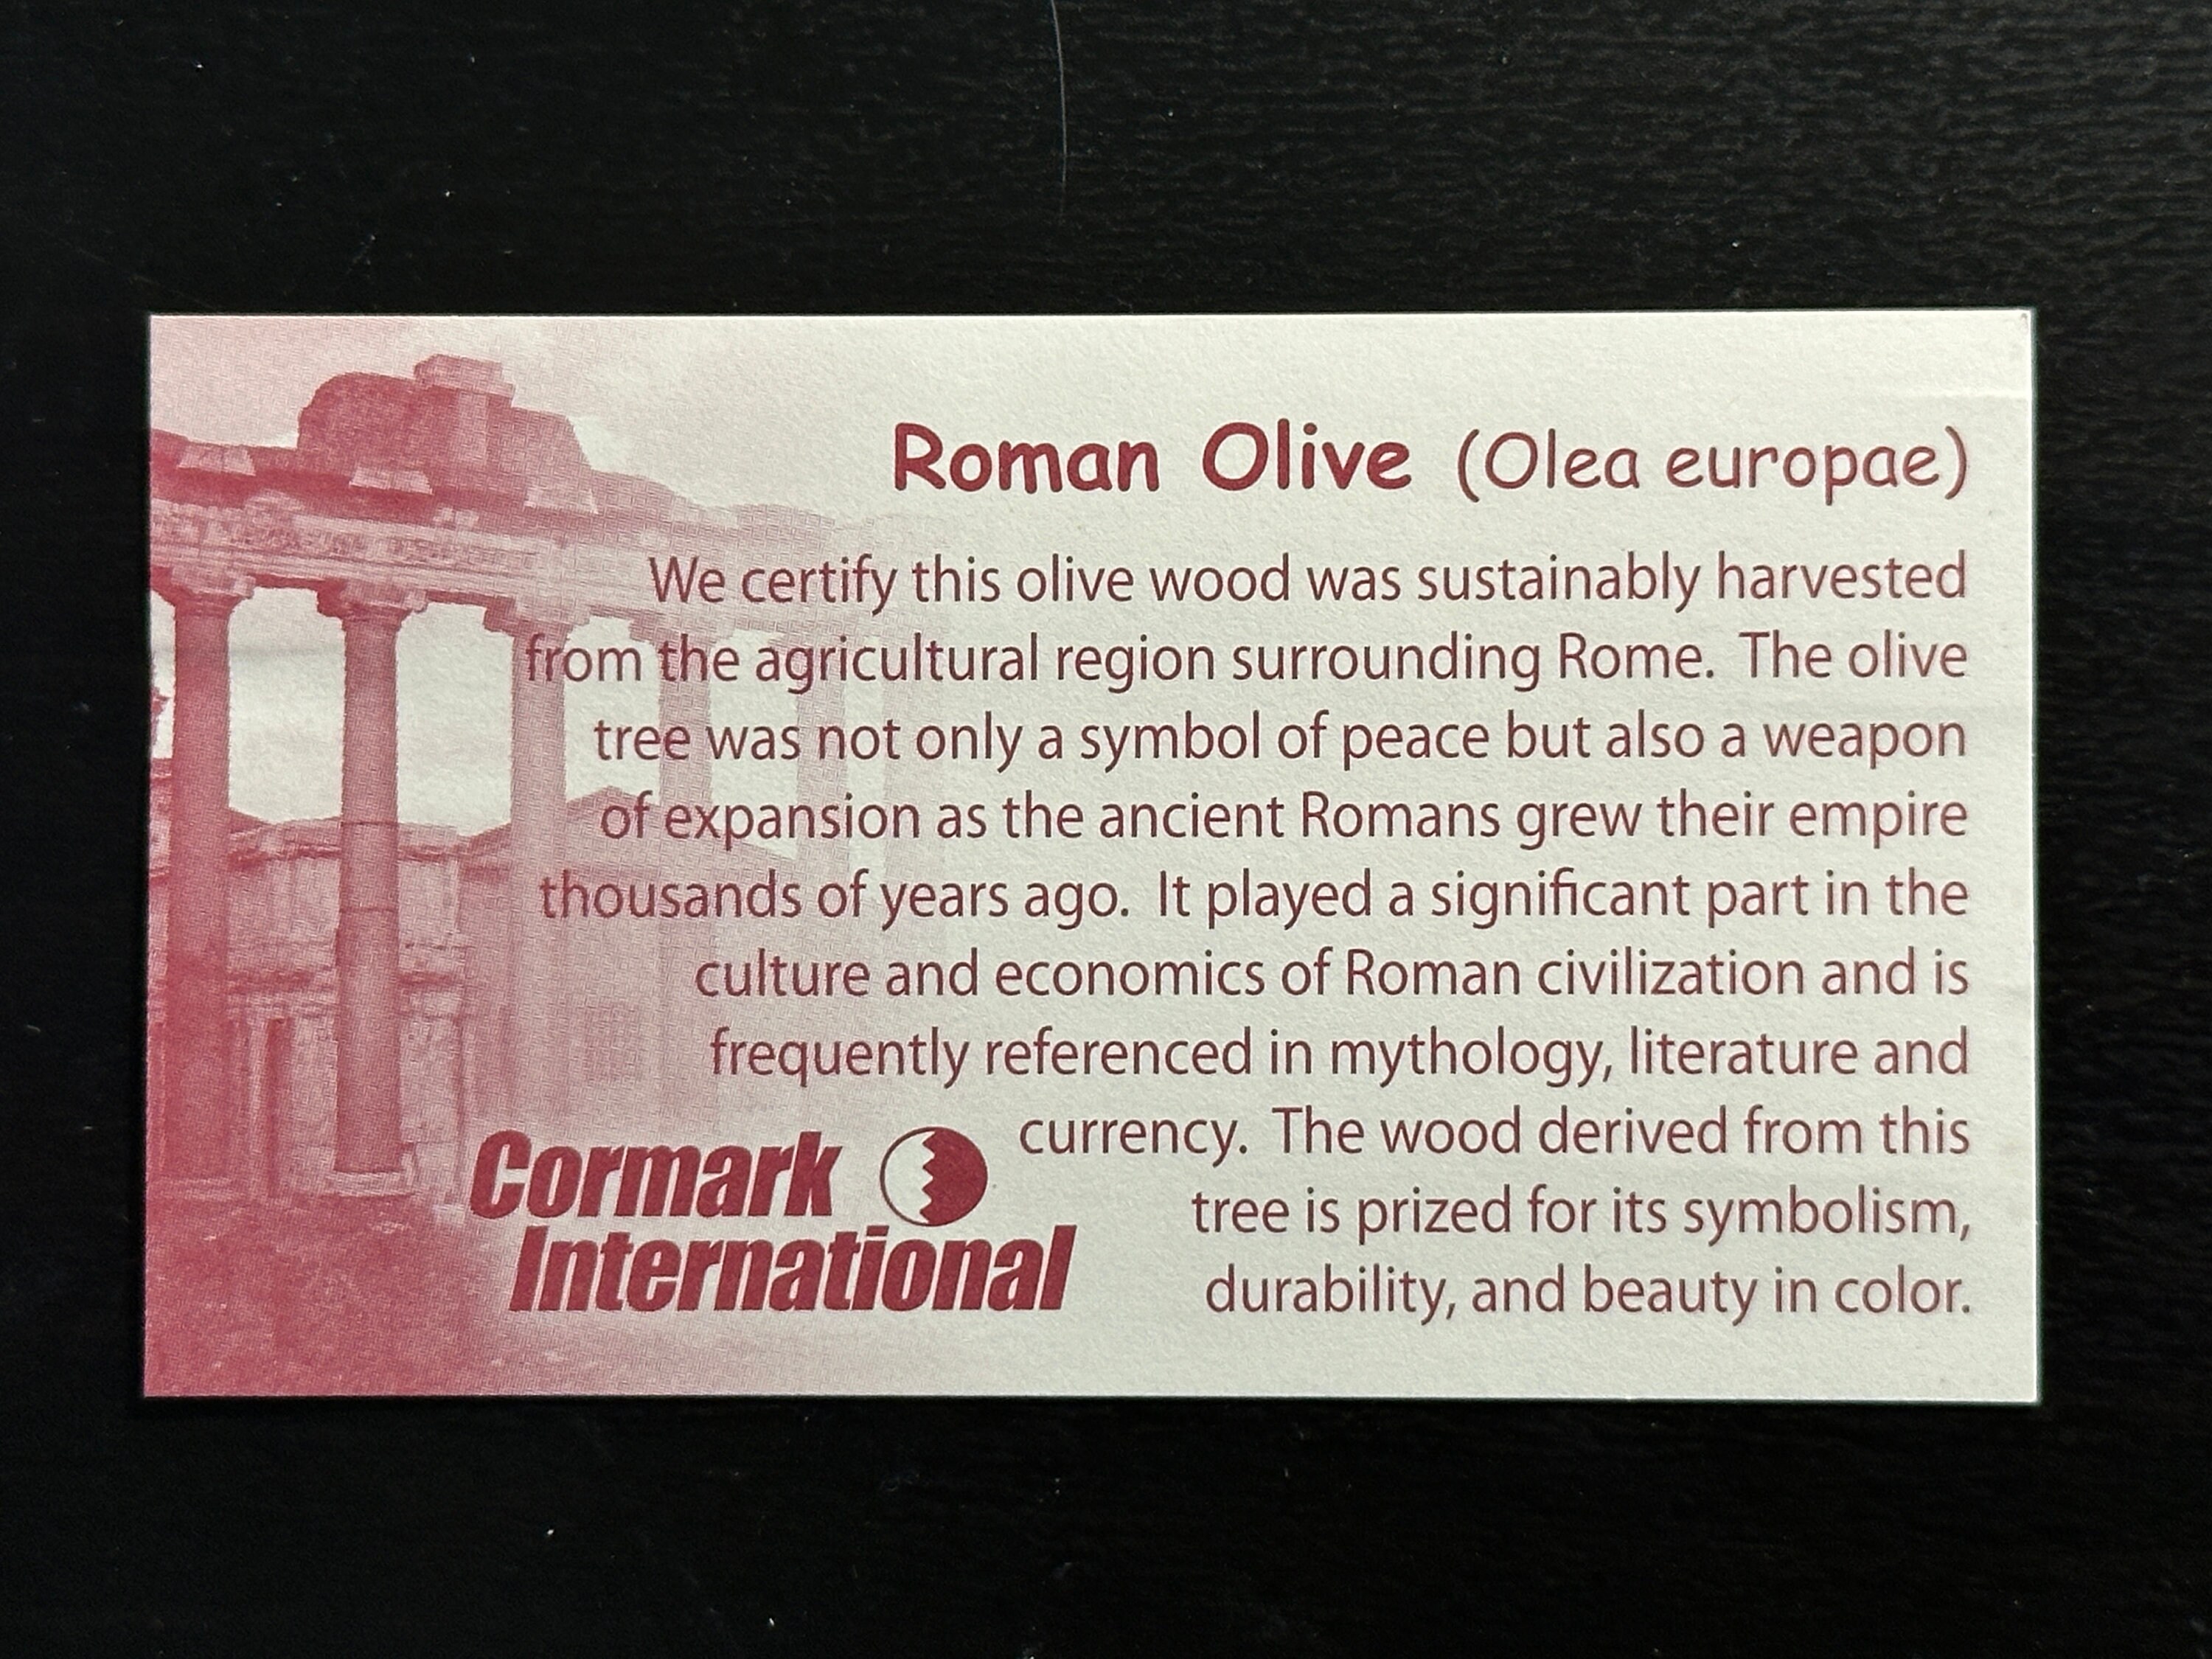 Roman Olive (Olea europae)
We certify this olive wood was sustainably harvested
from the agricultural region surrounding Rome. The olive
tree was not only a symbol of peace but also a weapon
of expansion as the ancient Romans grew their empire
thousands of years ago. It played a significant part in the
culture and economics of Roman civilization and is
frequently referenced in mythology, literature and
currency. The wood derived from this
tree is prized for its symbolism,
durability, and beauty in color.
Cormark
International